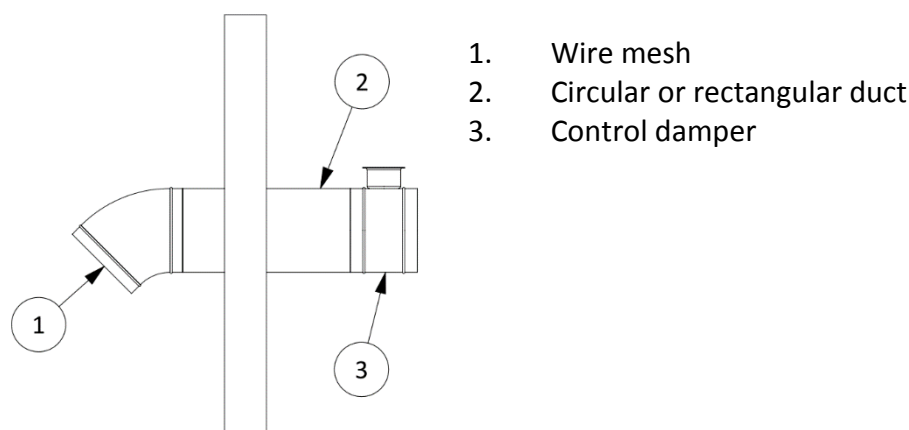 1. Wire mesh
2. Circular or rectangular duct
3. Control damper
2
1
3